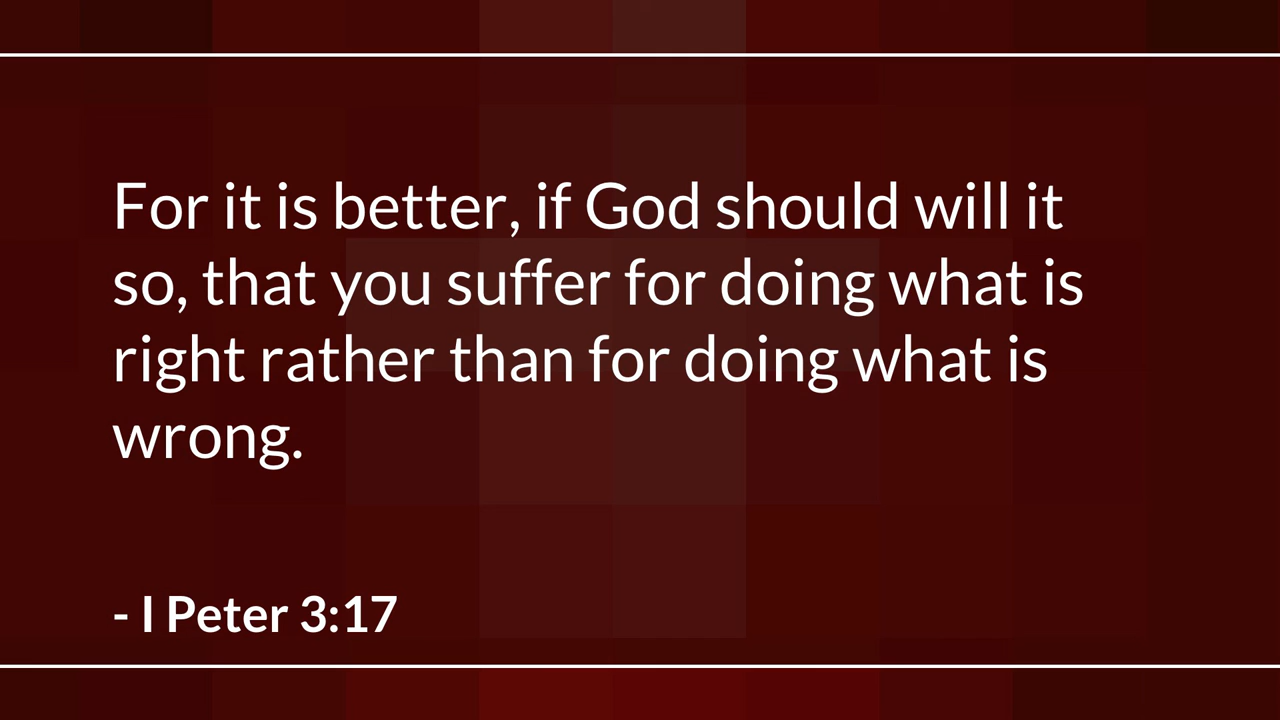 For it is better, if God should will it
so, that you suffer for doing what is
right rather than for doing what is
wrong.
- I Peter 3:17